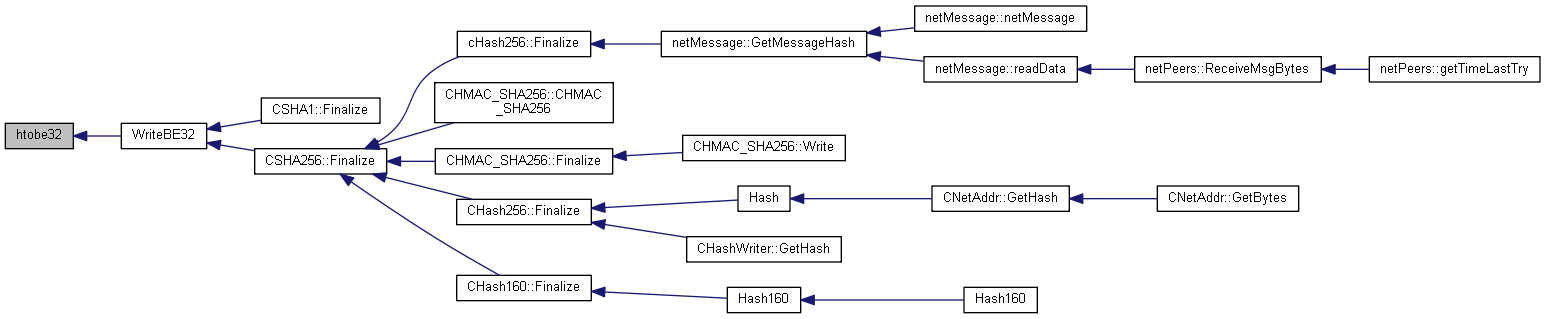 netMessage::netMessage
cHash256::Finalize
netMessage::GetMessageHash
netMessage::readData
netPeers::ReceiveMsgBytes
netPeers::getTimeLastTry
CHMAC_SHA256::CHMAC
_SHA256
CSHA1::Finalize
htobe32
WriteBE32
CSHA256::Finalize
CHMAC_SHA256::Finalize
CHMAC_SHA256::Write
CHash256::Finalize
Hash
CNetAddr::GetHash
CNetAddr::GetBytes
CHashWriter::GetHash
CHash160::Finalize
Hash160
Hash160